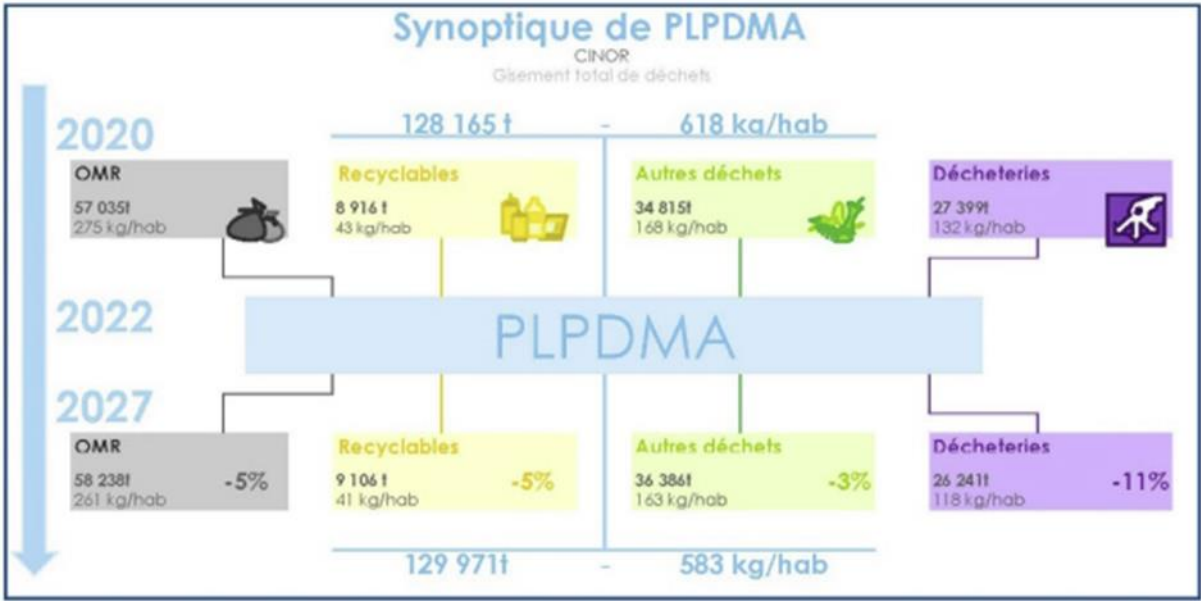 Synoptique de PLPDMA
CINOR
Gisement total de déchets
2020
128 165 t - 618 kg/hab
OMR
57 035t
275 kg/hab
Recyclables
8 916 t
43 kg/hab
Autres déchets
34 815t
168 kg/hab
Décheteries
27 399t
132 kg/hab
2022
PLPDMA
2027
OMR
58 238t -5%
261 kg/hab
Recyclables
9 106 t -5%
41 kg/hab
Autres déchets
36 386t -3%
163 kg/hab
Décheteries
26 241t -11%
118 kg/hab
129 971t - 583 kg/hab